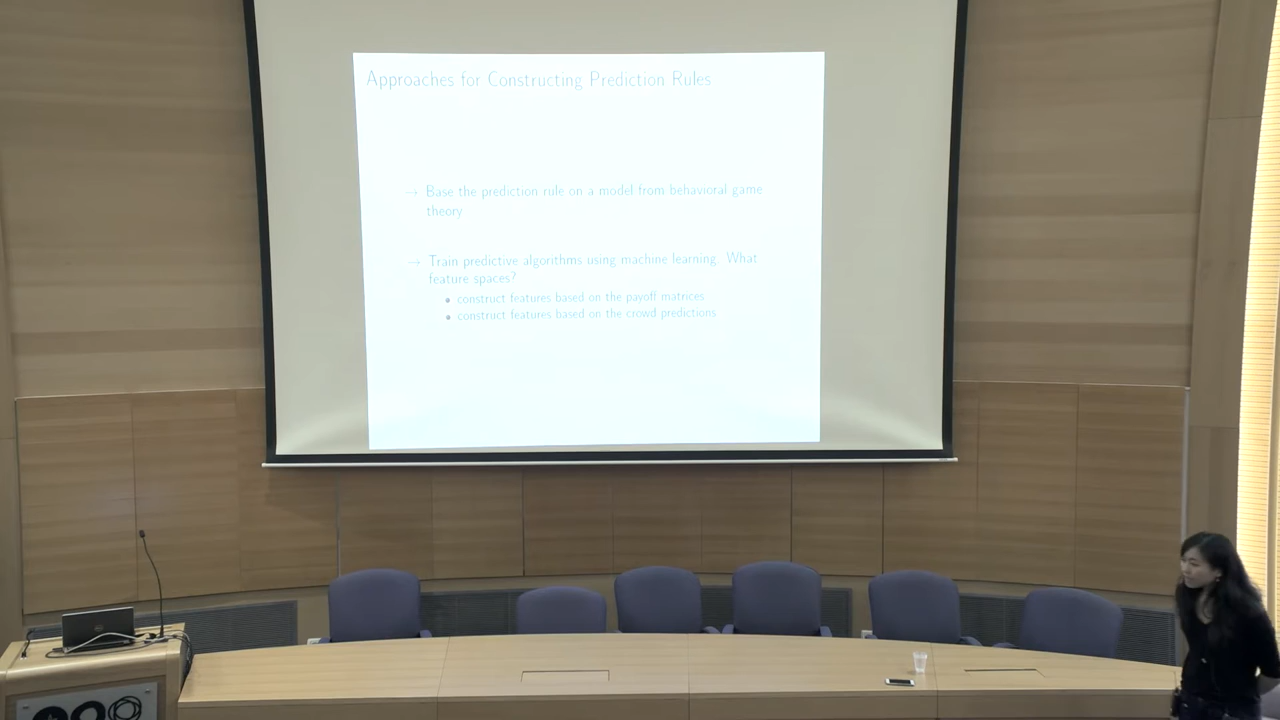 Approaches for Constructing Prediction Rules
→ Base the prediction rule on a model from behavioral game
theory
→ Train predictive algorithms using machine learning. What
feature spaces?
• construct features based on the payoff matrices
• construct features based on the crowd predictions